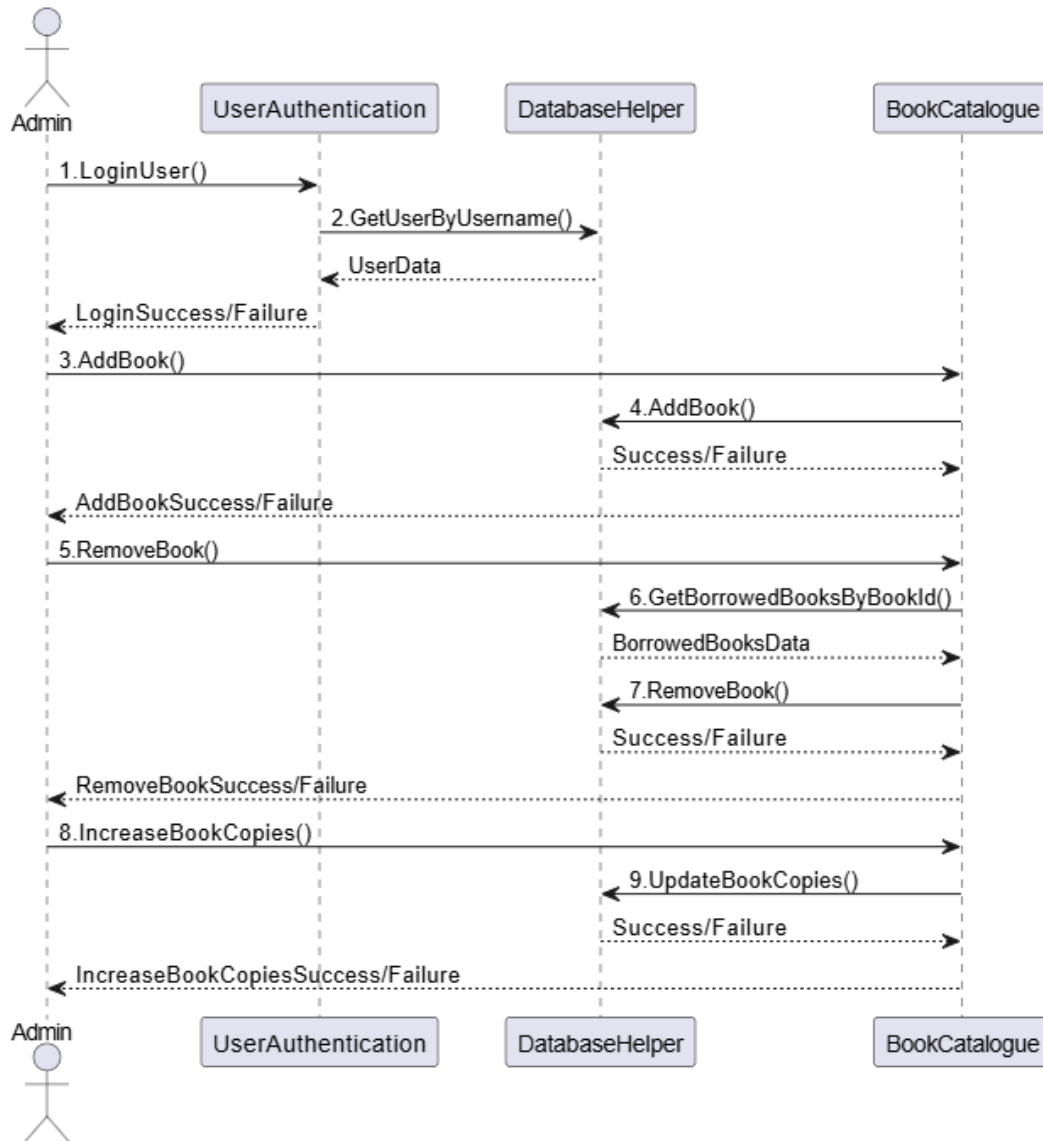 Admin
UserAuthentication
DatabaseHelper
BookCatalogue
1.LoginUser()
2.GetUserByUsername()
UserData
LoginSuccess/Failure
3.AddBook()
4.AddBook()
Success/Failure
AddBookSuccess/Failure
5.RemoveBook()
6.GetBorrowedBooksByBookId()
BorrowedBooksData
7.RemoveBook()
Success/Failure
RemoveBookSuccess/Failure
8.IncreaseBookCopies()
9.UpdateBookCopies()
Success/Failure
IncreaseBookCopiesSuccess/Failure
Admin
UserAuthentication
DatabaseHelper
BookCatalogue